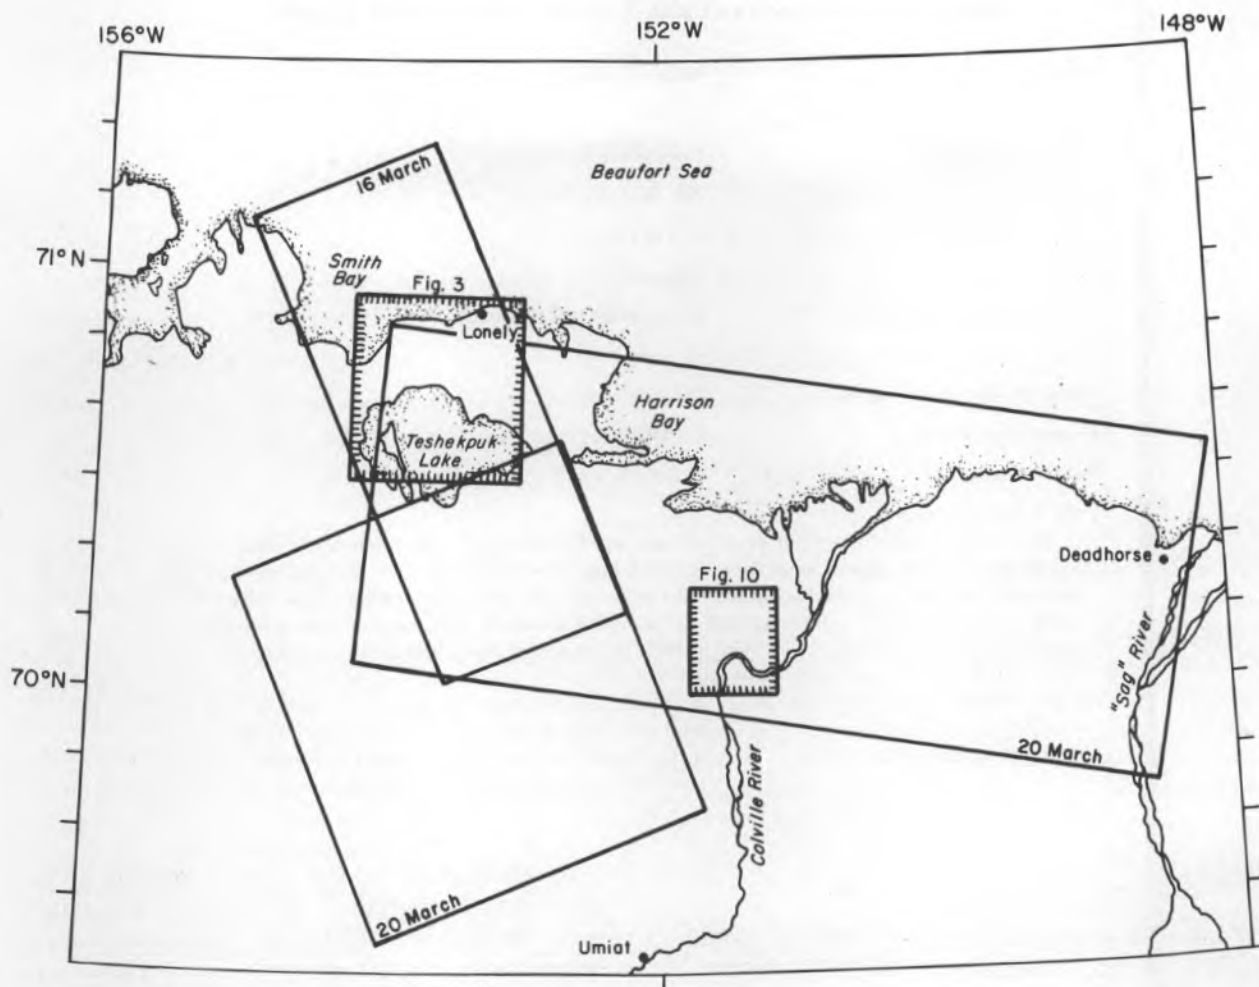 156°W
152°W
148°W
16 March
Beaufort Sea
71°N
Smith
Bay
Fig. 3
Lonely
Harrison
Bay
Teshekpuk
Lake
Deadhorse
Fig. 10
"Sag" River
70°N
20 March
Colville River
20 March
Umiat